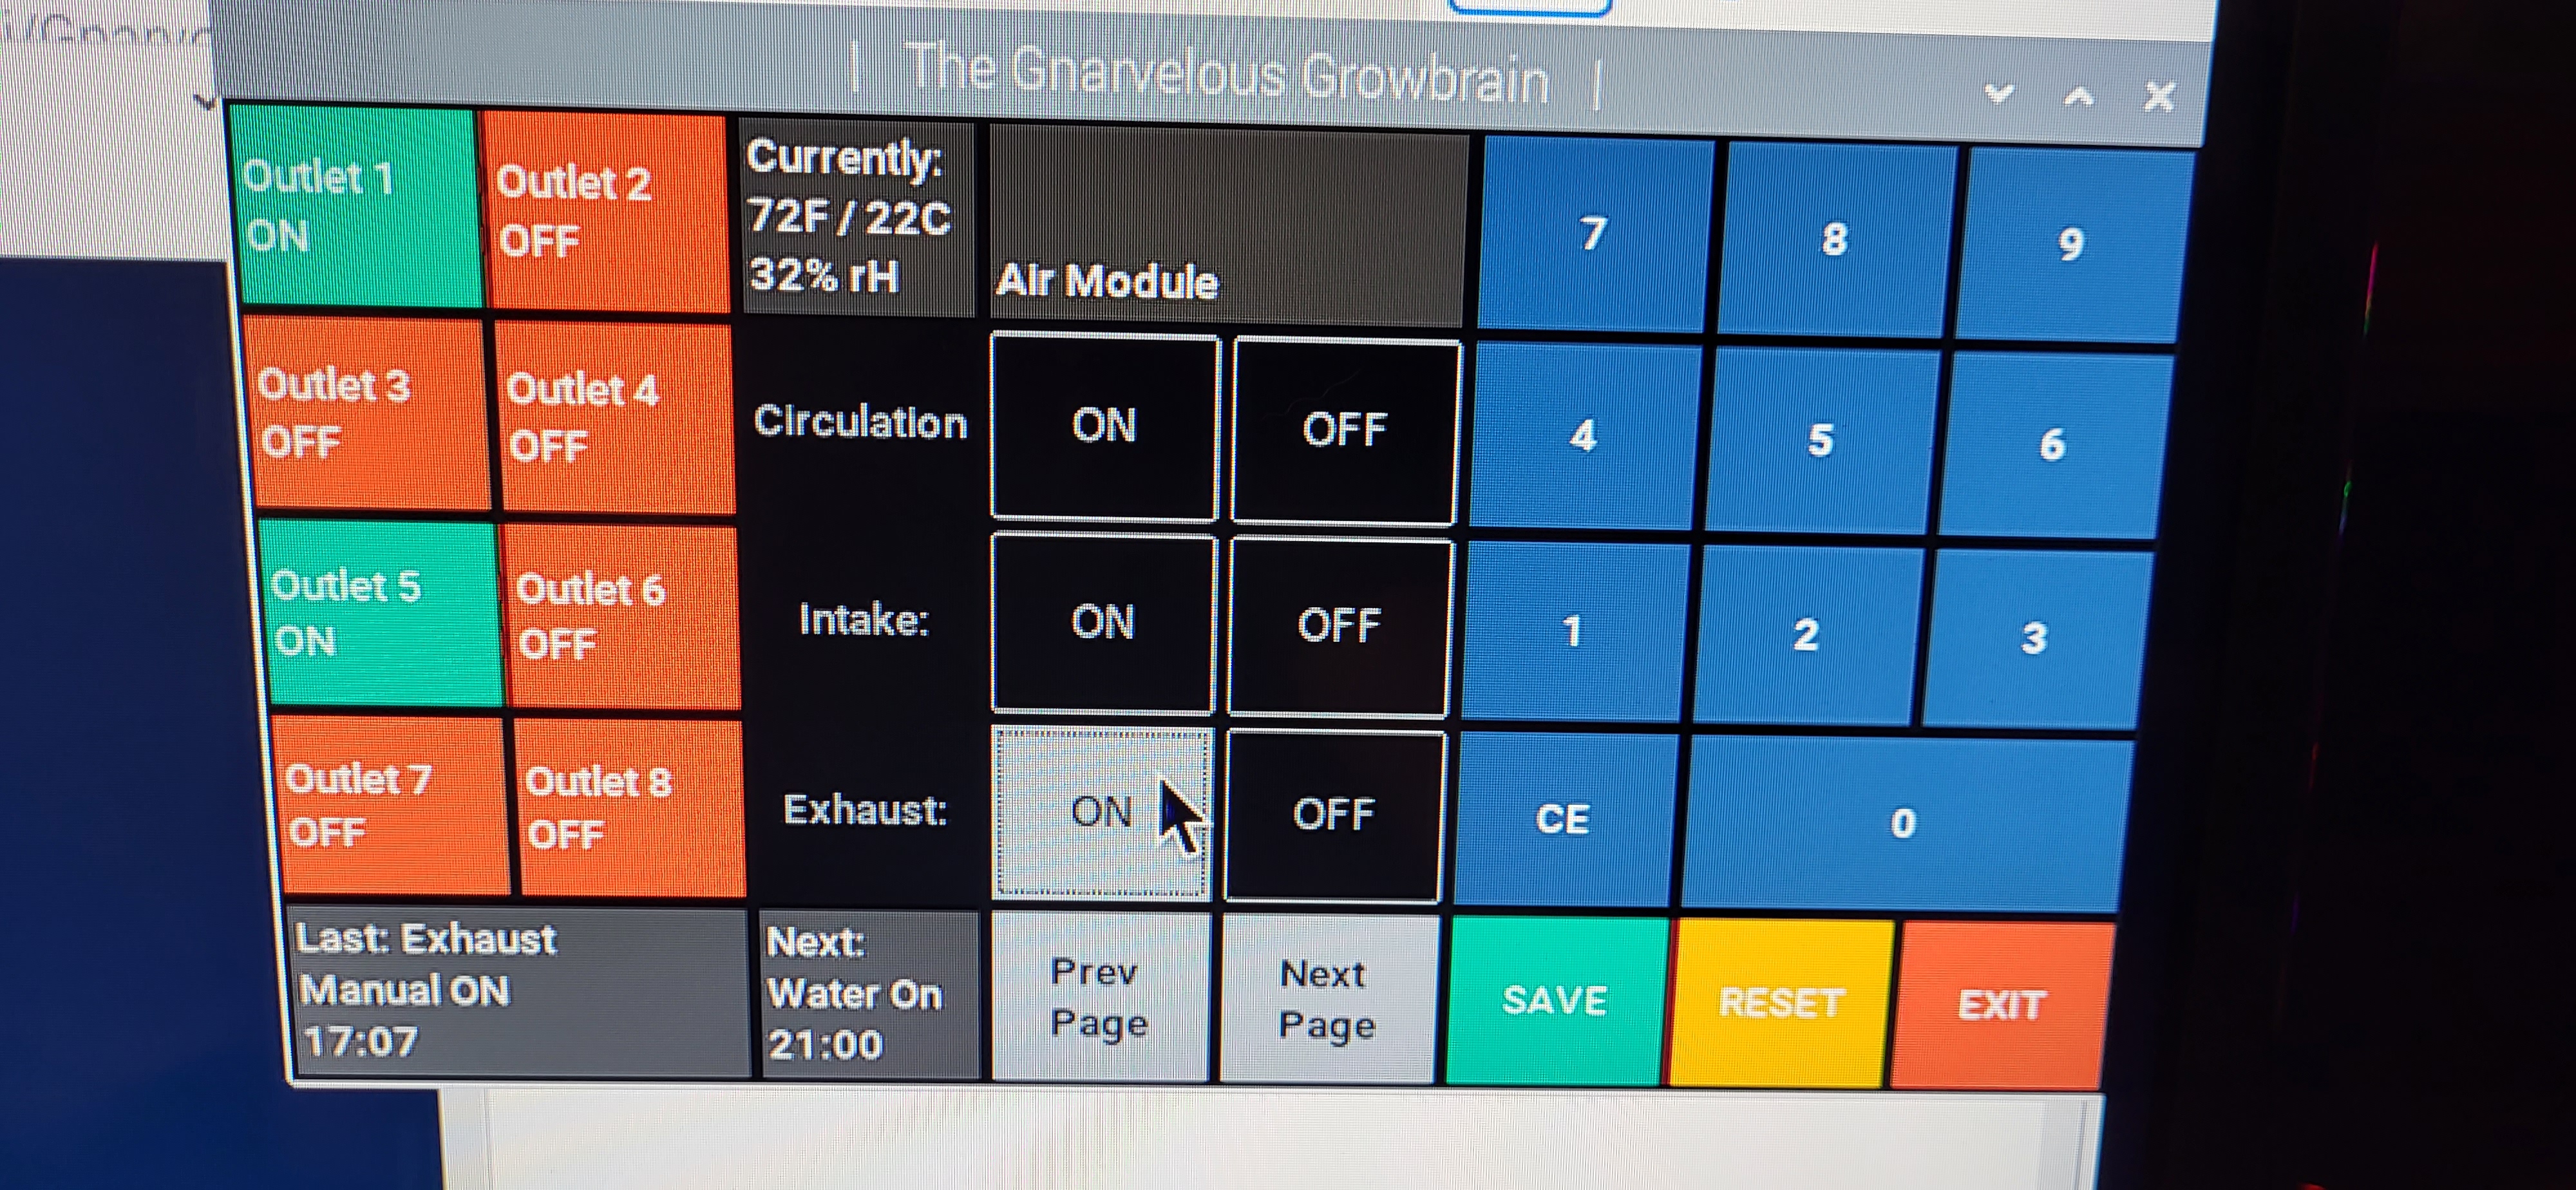 | The Gnarvelous Growbrain |
Outlet 1
ON
Outlet 2
OFF
Currently:
72F / 22C
32% rH
Air Module
7
8
9
Outlet 3
OFF
Outlet 4
OFF
Circulation
ON
OFF
4
5
6
Outlet 5
ON
Outlet 6
OFF
Intake:
ON
OFF
1
2
3
Outlet 7
OFF
Outlet 8
OFF
Exhaust:
ON
OFF
CE
0
Last: Exhaust
Manual ON
17:07
Next:
Water On
21:00
Prev
Page
Next
Page
SAVE
RESET
EXIT